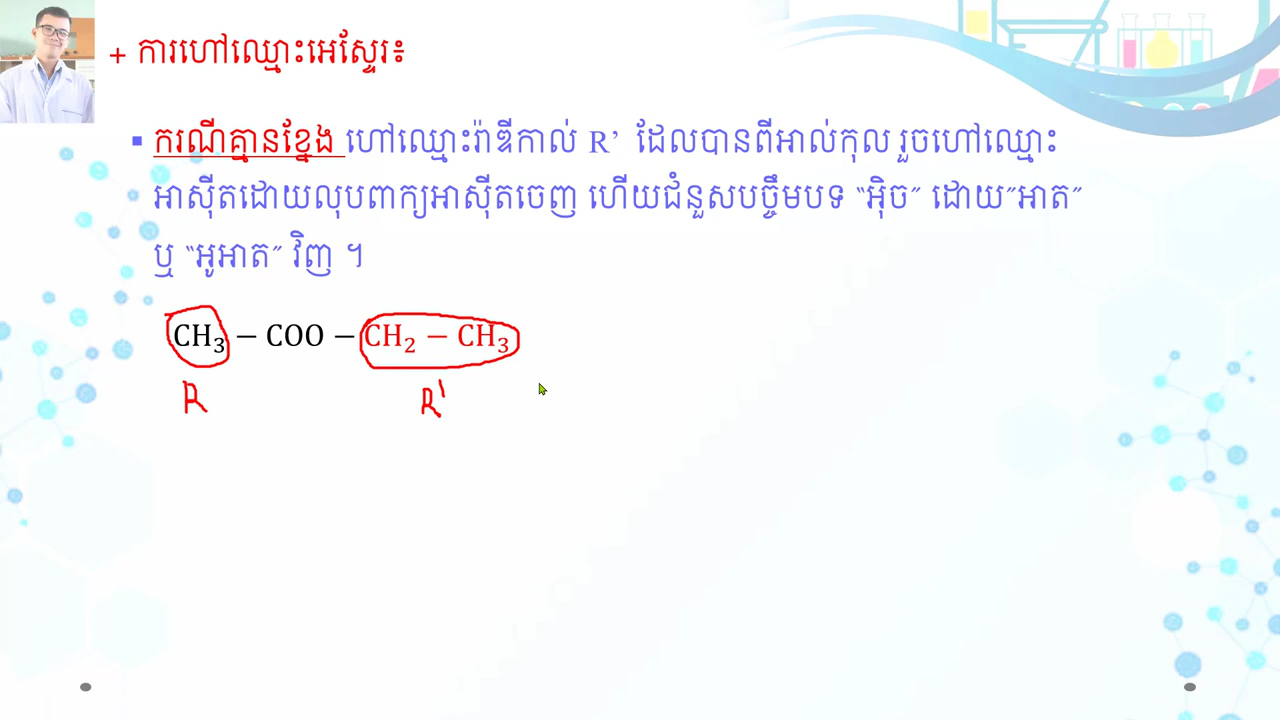 + ការហៅឈ្មោះអេស្ទែរ៖
▪ ករណីគ្មានខ្នែង ហៅឈ្មោះរ៉ាឌីកាល់ R’ ដែលបានពីអាល់កុល រួចហៅឈ្មោះ
អាស៊ីតដោយលុបពាក្យអាស៊ីតចេញ ហើយជំនួសបច្ចឹមបទ “អ៊ិច” ដោយ“អាត”
ឬ “អូអាត” វិញ ។
CH₃ − COO − CH₂ − CH₃
R R'